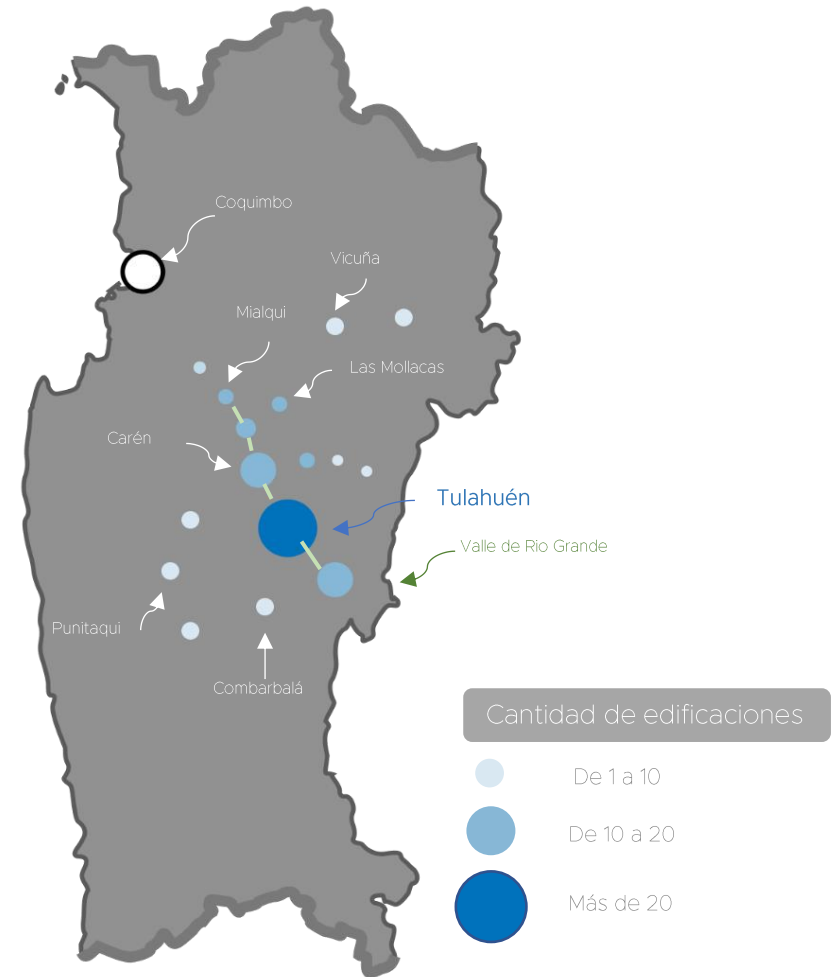 Coquimbo
Vicuña
Mialqui
Las Mollacas
Carén
Tulahuén
Valle de Rio Grande
Punitaqui
Combarbalá
Cantidad de edificaciones
De 1 a 10
De 10 a 20
Más de 20